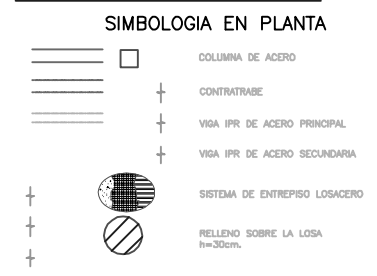 SIMBOLOGIA EN PLANTA
COLUMNA DE ACERO
CONTRATRABE
VIGA IPR DE ACERO PRINCIPAL
VIGA IPR DE ACERO SECUNDARIA
SISTEMA DE ENTREPISO LOSACERO
RELLENO SOBRE LA LOSA
h=30cm.